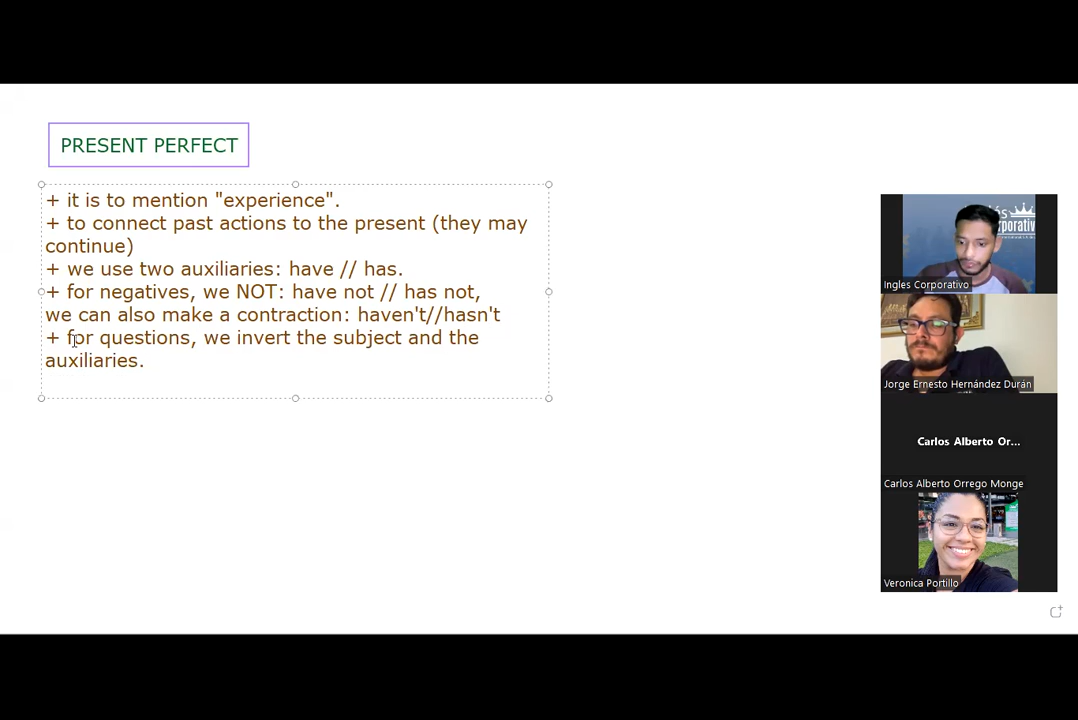 PRESENT PERFECT
+ it is to mention "experience".
+ to connect past actions to the present (they may
continue)
+ we use two auxiliaries: have // has.
+ for negatives, we NOT: have not // has not,
we can also make a contraction: haven't//hasn't
+ for questions, we invert the subject and the
auxiliaries.
Ingles Corporativo
Jorge Ernesto Hernández Durán
Carlos Alberto Or...
Carlos Alberto Orrego Monge
Veronica Portillo